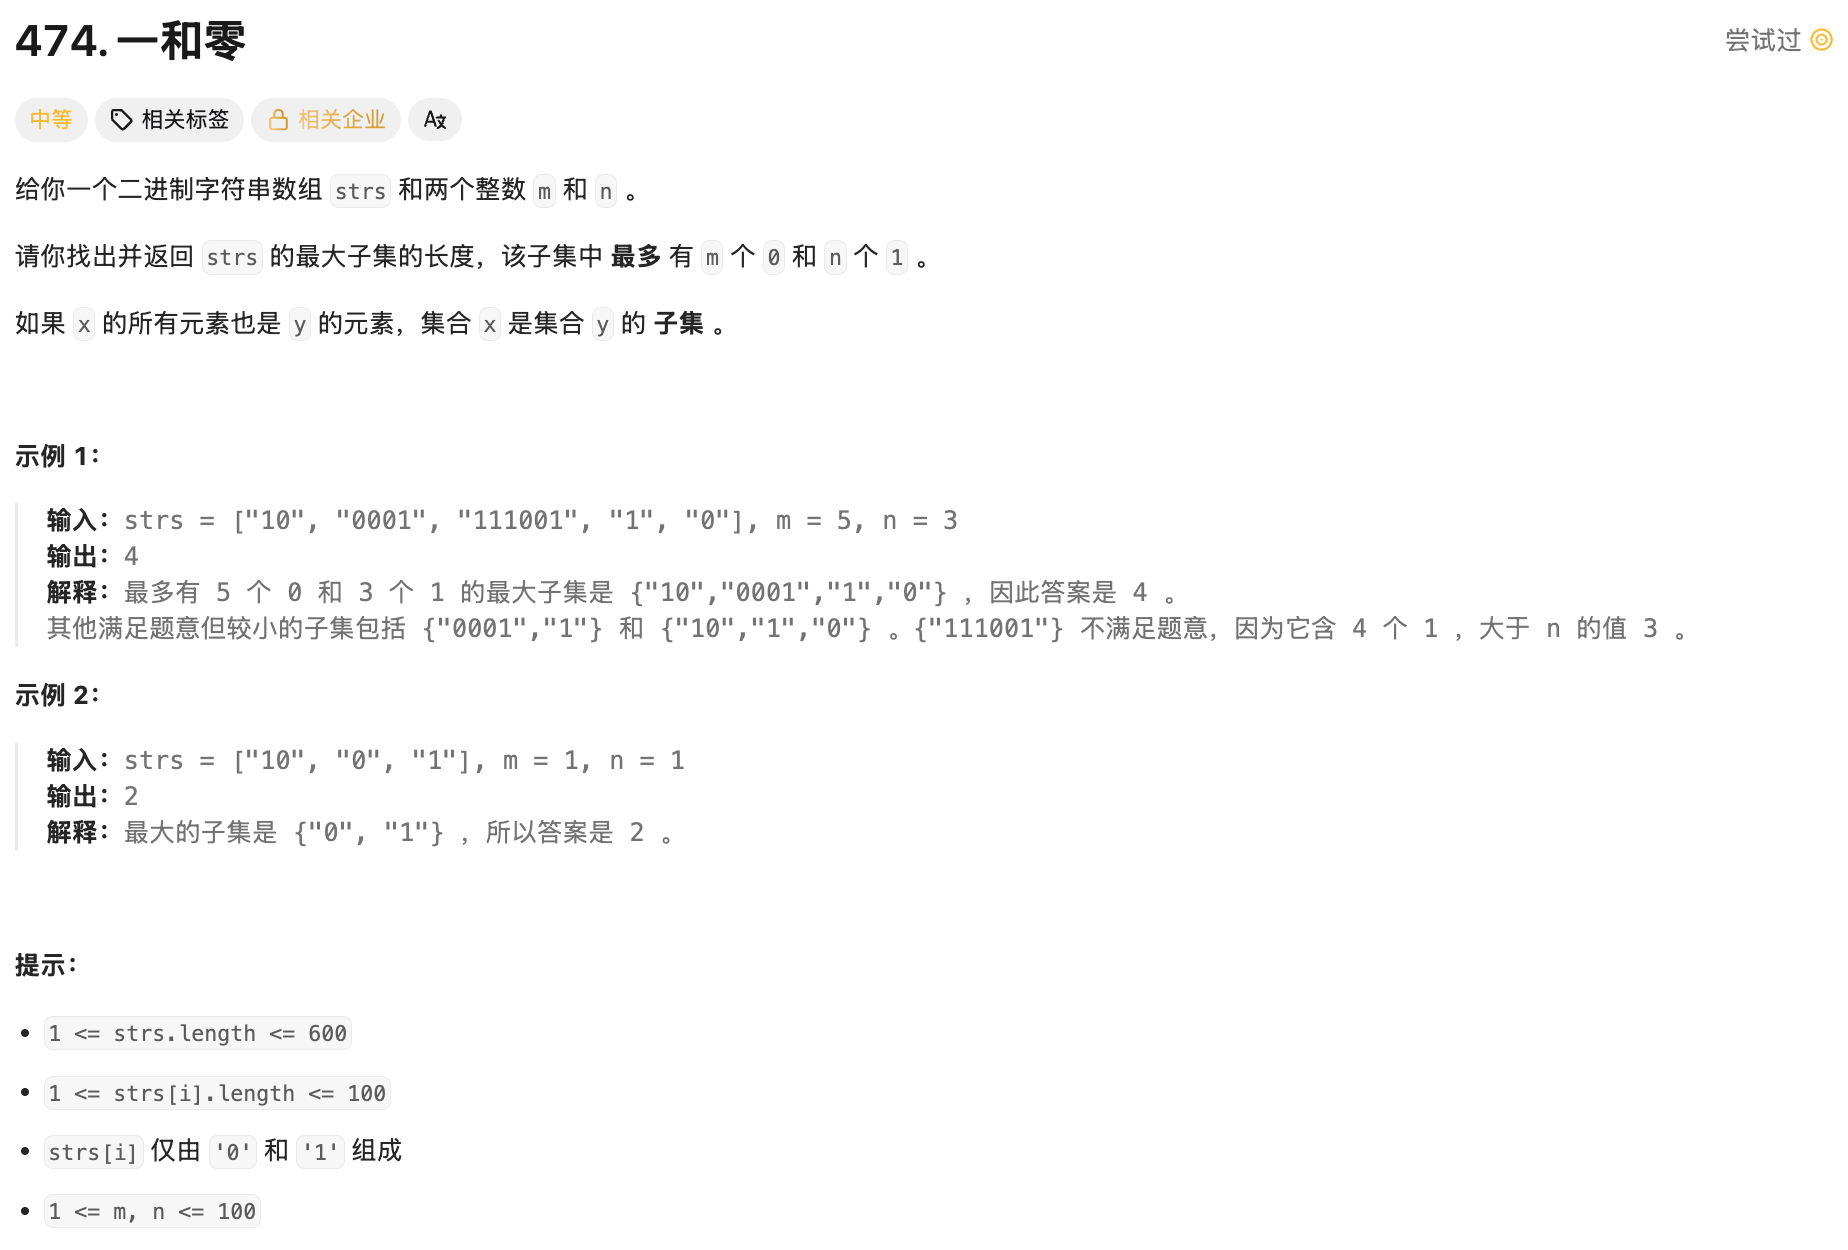 474. 一和零
尝试过
中等
相关标签
相关企业
给你一个二进制字符串数组 strs 和两个整数 m 和 n 。
请你找出并返回 strs 的最大子集的长度，该子集中 最多 有 m 个 0 和 n 个 1 。
如果 x 的所有元素也是 y 的元素，集合 x 是集合 y 的 子集 。
示例 1：
输入：strs = ["10", "0001", "111001", "1", "0"], m = 5, n = 3
输出：4
解释：最多有 5 个 0 和 3 个 1 的最大子集是 {"10","0001","1","0"} ，因此答案是 4 。
其他满足题意但较小的子集包括 {"0001","1"} 和 {"10","1","0"} 。{"111001"} 不满足题意，因为它含 4 个 1 ，大于 n 的值 3 。
示例 2：
输入：strs = ["10", "0", "1"], m = 1, n = 1
输出：2
解释：最大的子集是 {"0", "1"} ，所以答案是 2 。
提示：
1 <= strs.length <= 600
1 <= strs[i].length <= 100
strs[i] 仅由 '0' 和 '1' 组成
1 <= m, n <= 100